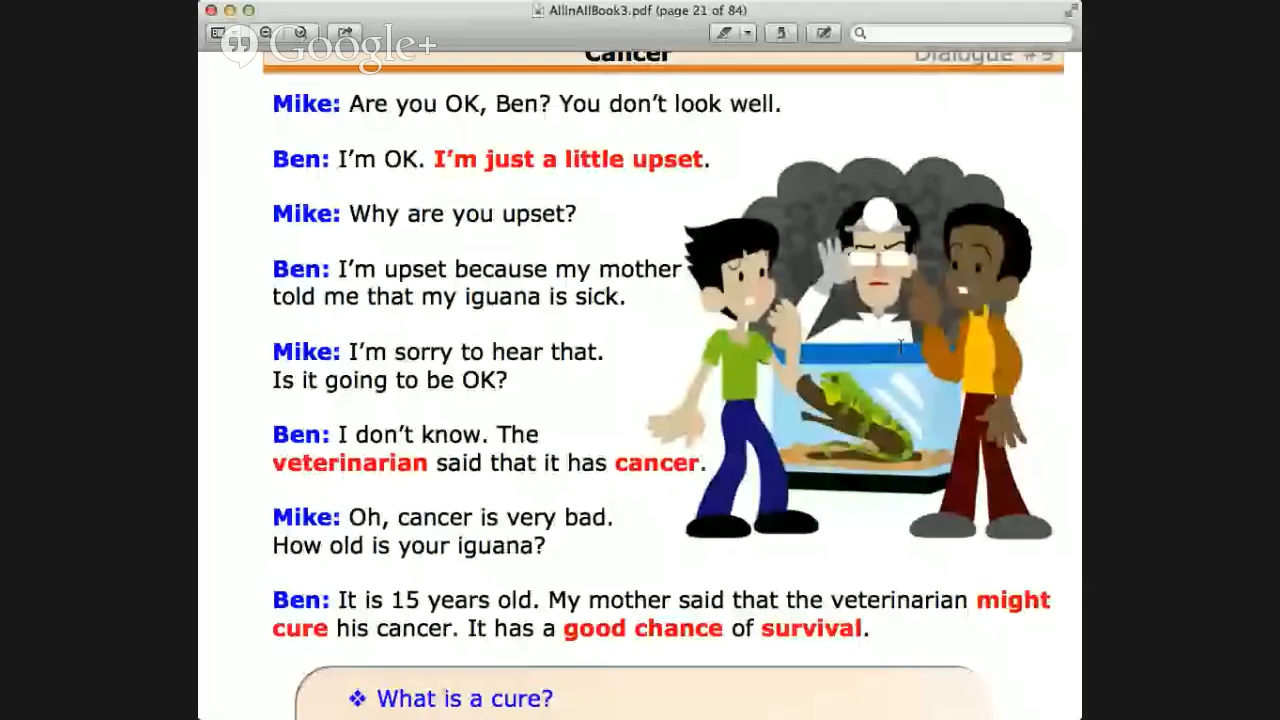 AllinAllBook3.pdf (page 21 of 84)
Google+
Cancer
Dialogue #9
Mike: Are you OK, Ben? You don't look well.
Ben: I'm OK. I'm just a little upset.
Mike: Why are you upset?
Ben: I'm upset because my mother
told me that my iguana is sick.
Mike: I'm sorry to hear that.
Is it going to be OK?
Ben: I don't know. The
veterinarian said that it has cancer.
Mike: Oh, cancer is very bad.
How old is your iguana?
Ben: It is 15 years old. My mother said that the veterinarian might
cure his cancer. It has a good chance of survival.
❖ What is a cure?